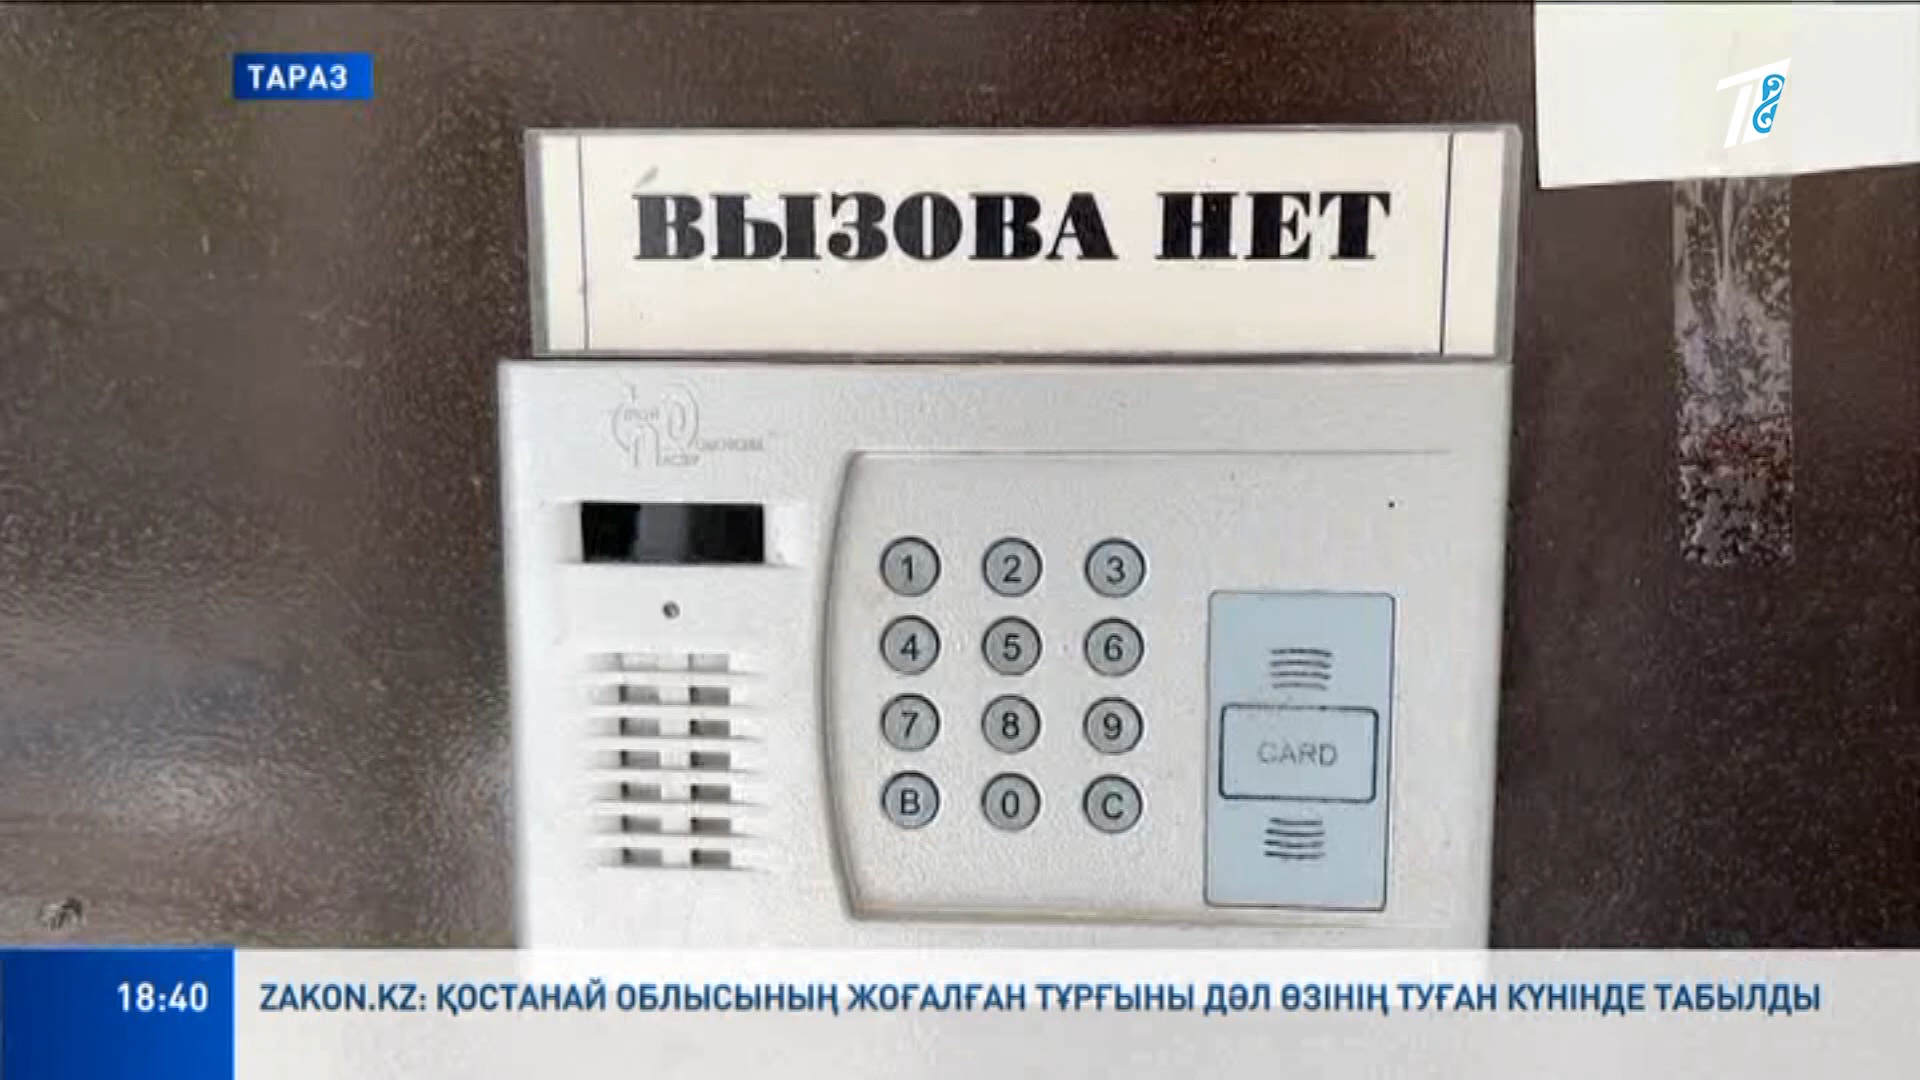 ТАРАЗ
ВЫЗОВА НЕТ
1 2 3
4 5 6
7 8 9
В 0 С
CARD
18:40
ZAKON.KZ: ҚОСТАНАЙ ОБЛЫСЫНЫҢ ЖОҒАЛҒАН ТҰРҒЫНЫ ДӘЛ ӨЗІНІҢ ТУҒАН КҮНІНДЕ ТАБЫЛДЫ